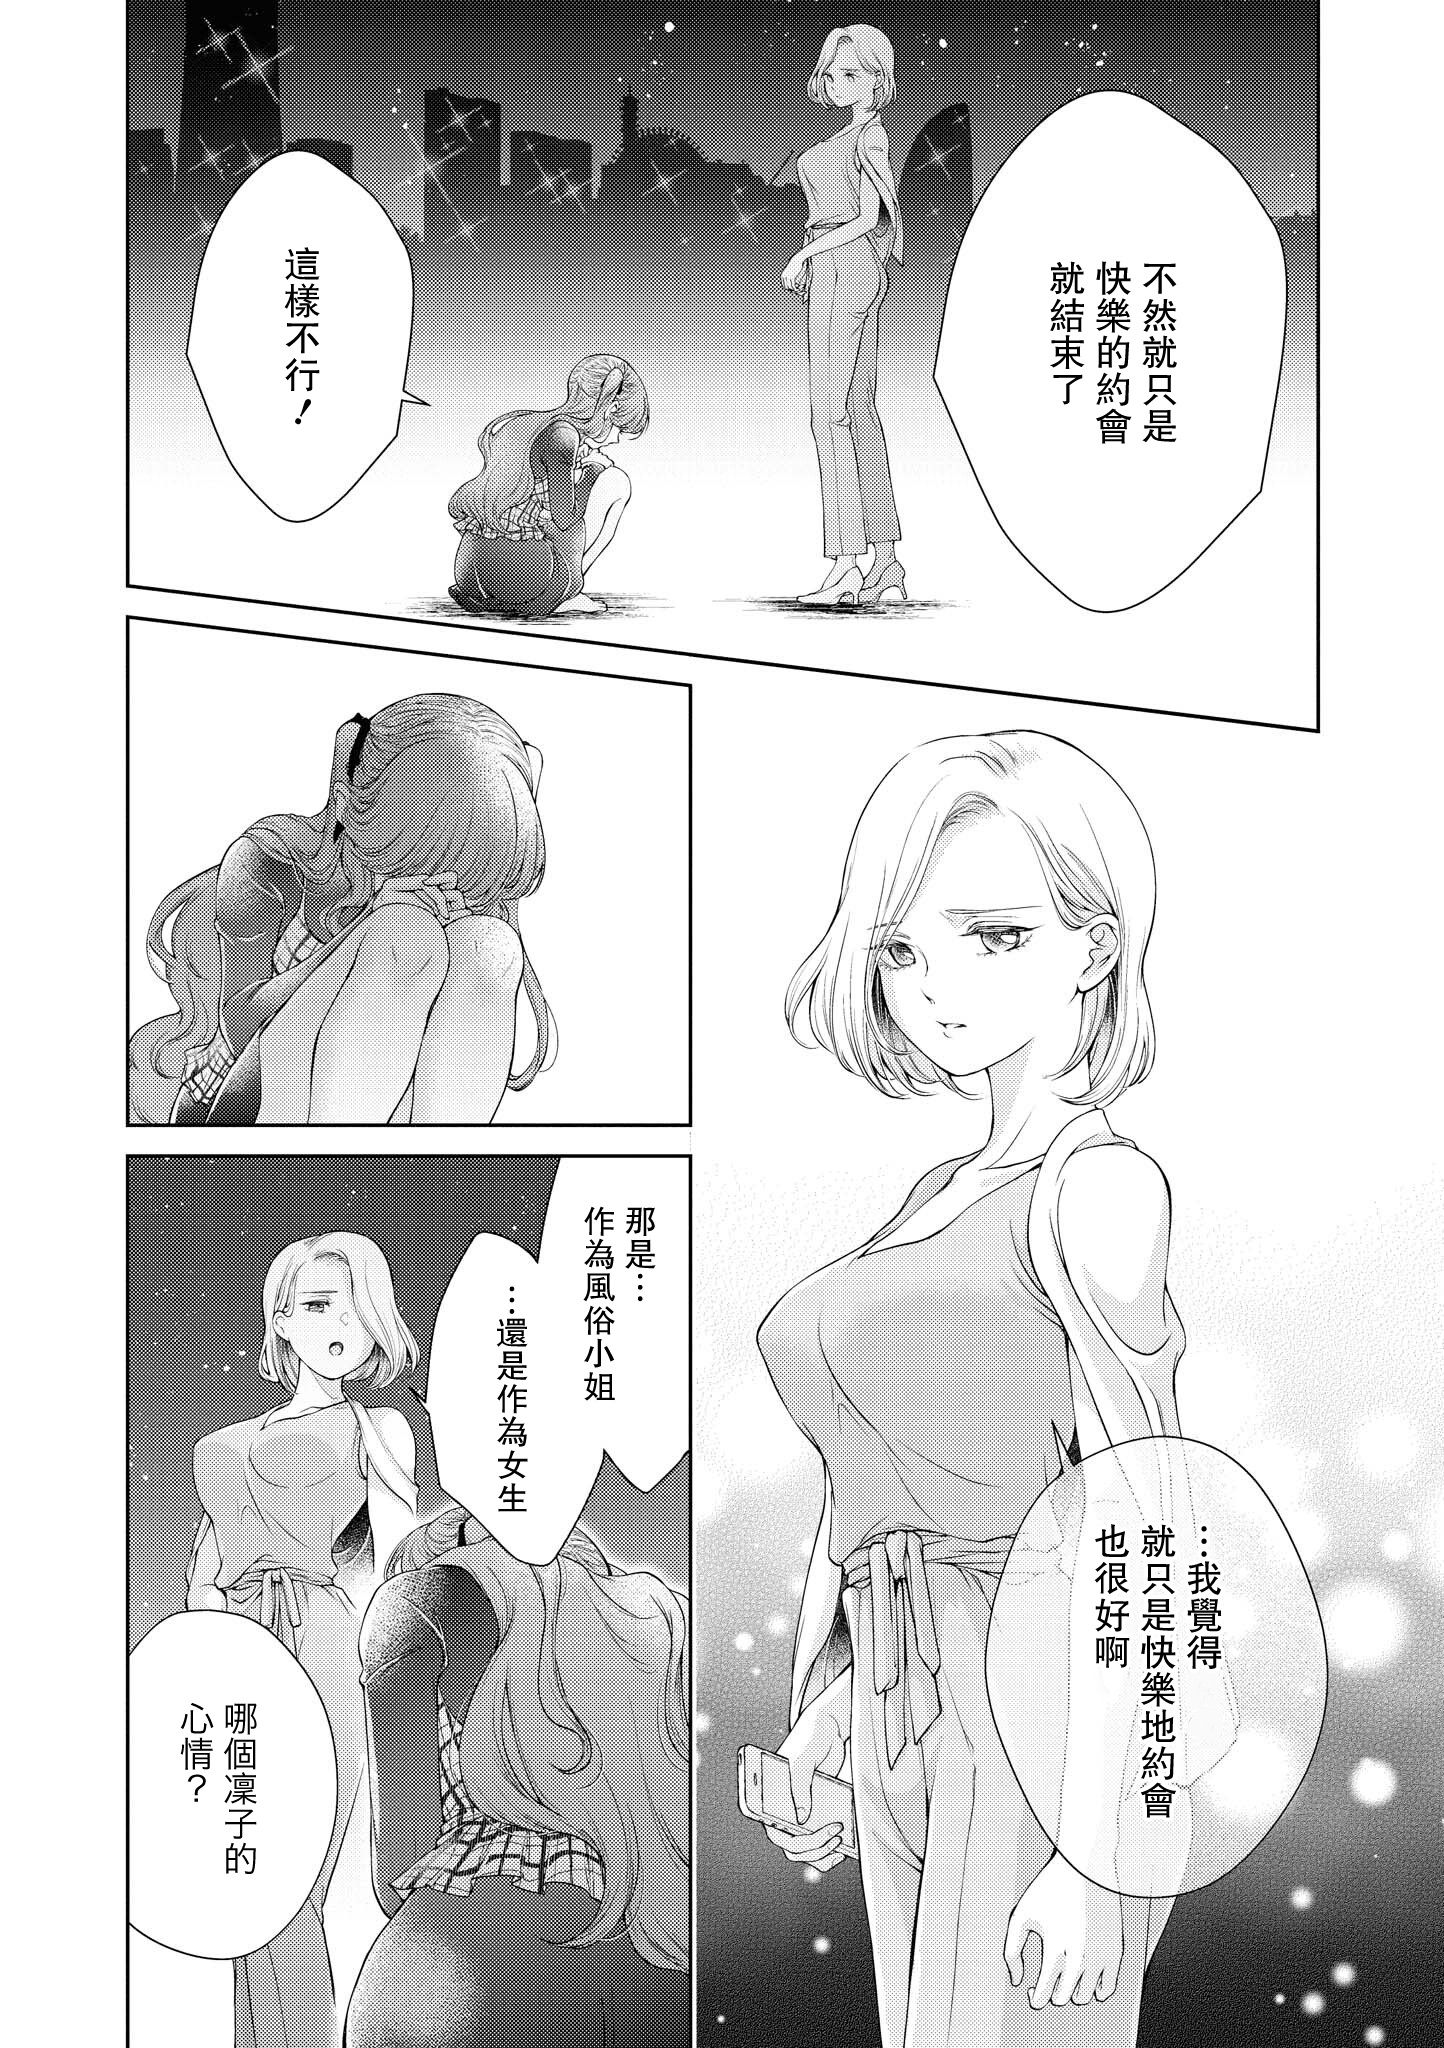 不然就只是
快樂的約會
就結束了
這樣不行！
…我覺得
就只是快樂地約會
也很好啊
那是…
作為風俗小姐
…還是作為女生
哪個凜子的
心情？